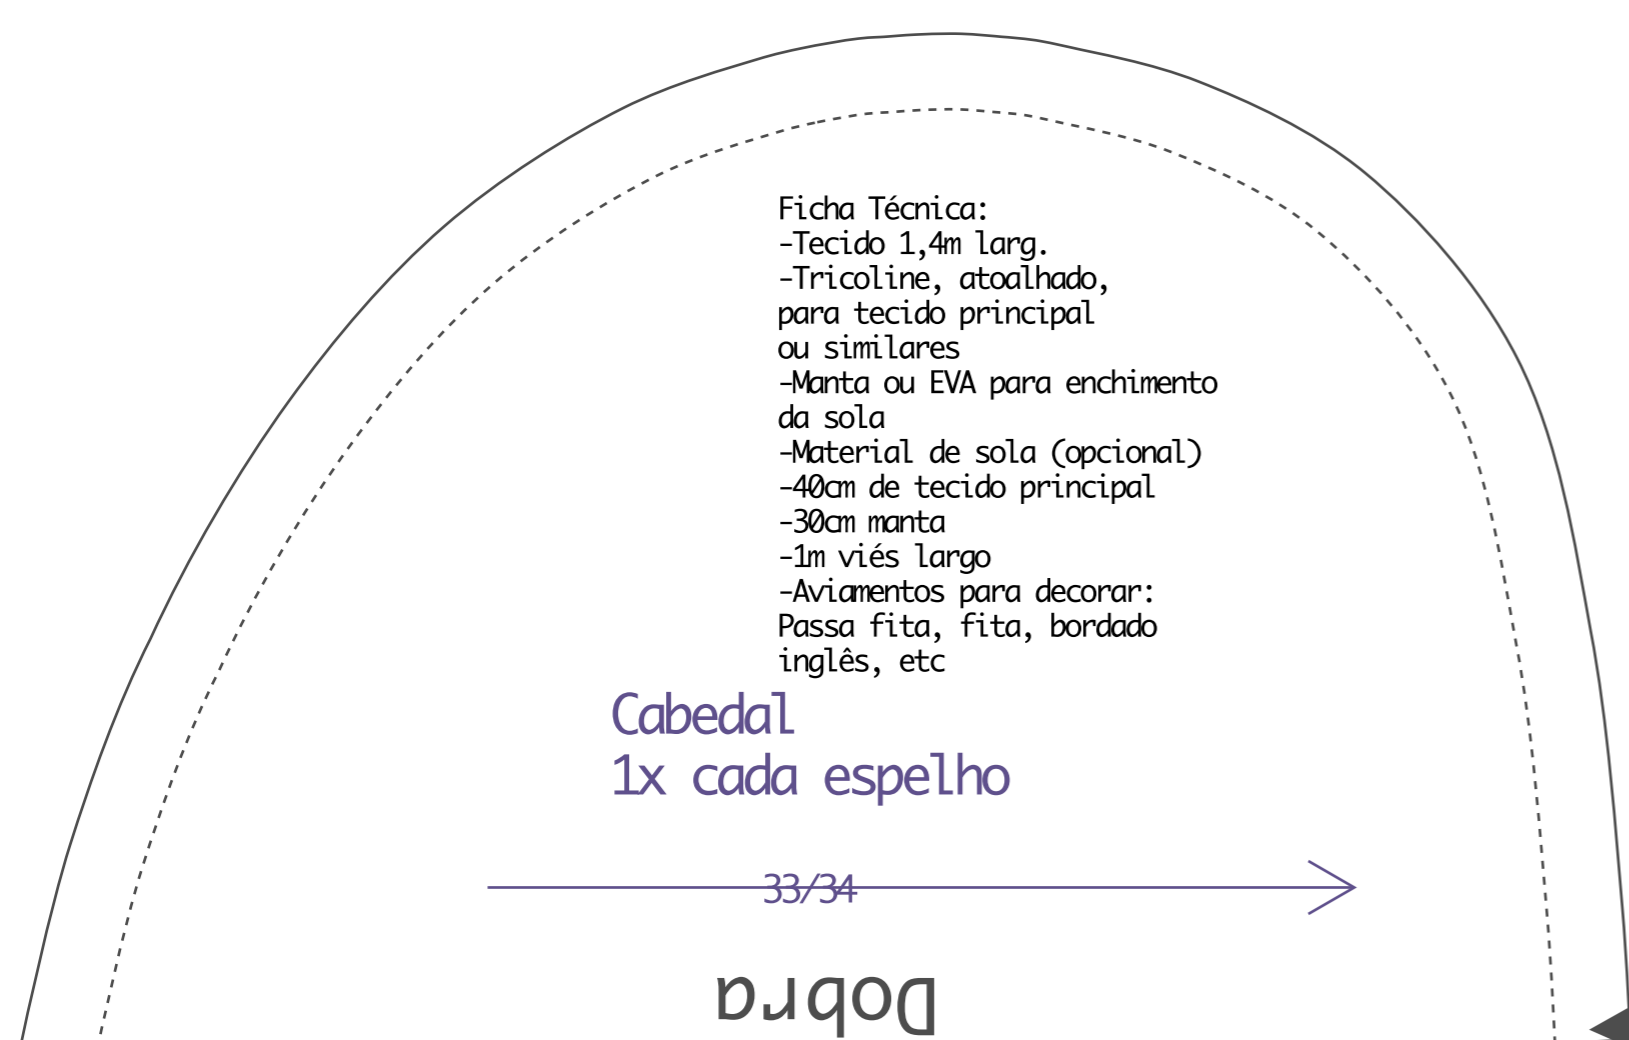 Ficha Técnica:
-Tecido 1,4m larg.
-Tricoline, atoalhado,
para tecido principal
ou similares
-Manta ou EVA para enchimento
da sola
-Material de sola (opcional)
-40cm de tecido principal
-30cm manta
-1m viés largo
-Aviamentos para decorar:
Passa fita, fita, bordado
inglês, etc
Cabedal
1x cada espelho
33/34
Dobra